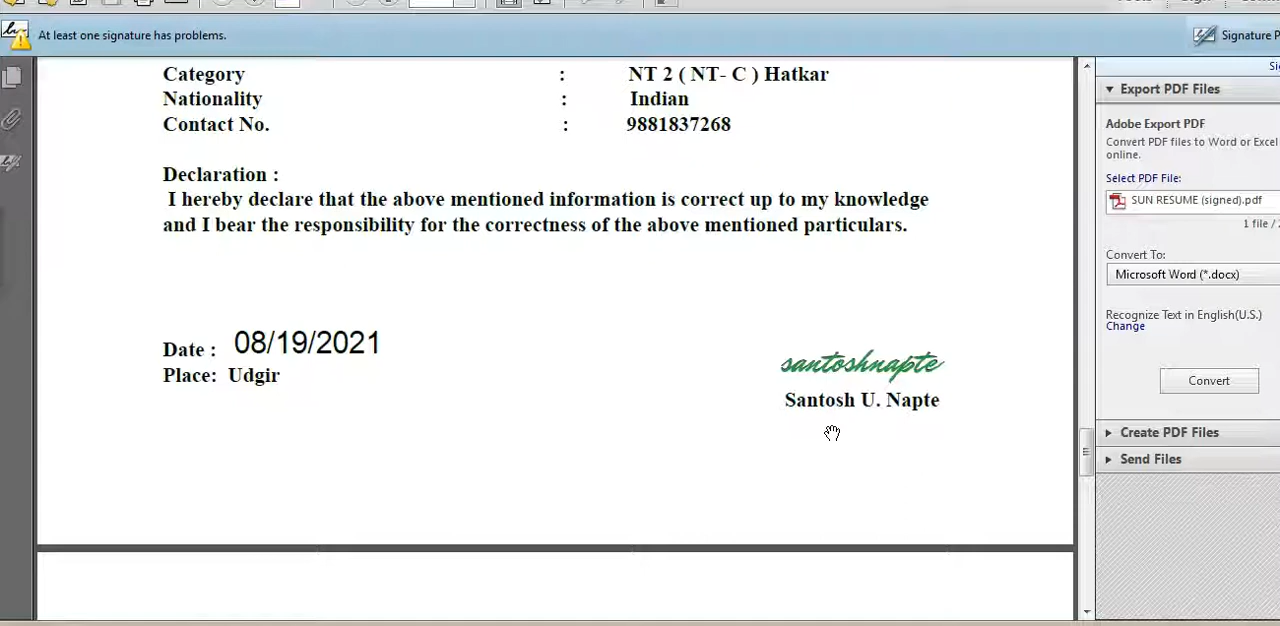 At least one signature has problems.
Signature P
Category : NT 2 ( NT- C ) Hatkar
Nationality : Indian
Contact No. : 9881837268
Declaration :
I hereby declare that the above mentioned information is correct up to my knowledge
and I bear the responsibility for the correctness of the above mentioned particulars.
Date : 08/19/2021
Place: Udgir
santoshnapte
Santosh U. Napte
Export PDF Files
Adobe Export PDF
Convert PDF files to Word or Excel
online.
Select PDF File:
SUN RESUME (signed).pdf
1 file /
Convert To:
Microsoft Word (*.docx)
Recognize Text in English(U.S.)
Change
Convert
Create PDF Files
Send Files